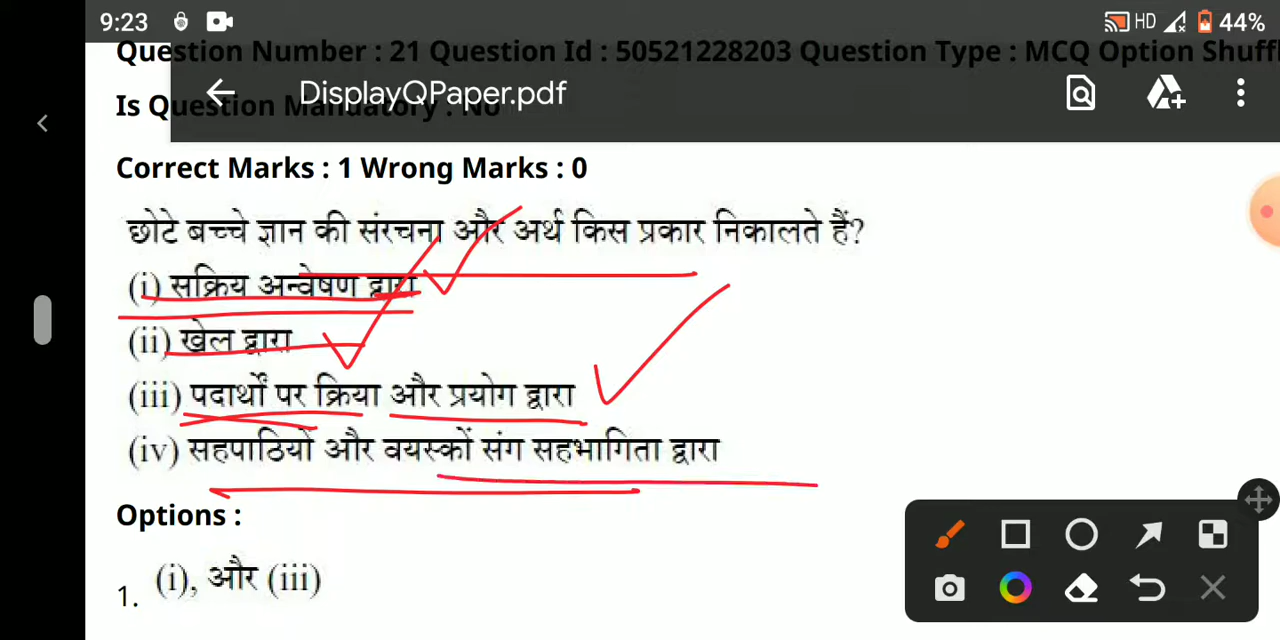 9:23 HD 44%
Question Number : 21 Question Id : 50521228203 Question Type : MCQ Option Shuffl
DisplayQPaper.pdf
Is Question Mandatory : No
Correct Marks : 1 Wrong Marks : 0
छोटे बच्चे ज्ञान की संरचना और अर्थ किस प्रकार निकालते हैं?
(i) सक्रिय अन्वेषण द्वारा
(ii) खेल द्वारा
(iii) पदार्थों पर क्रिया और प्रयोग द्वारा
(iv) सहपाठियों और वयस्कों संग सहभागिता द्वारा
Options :
1. (i), और (iii)